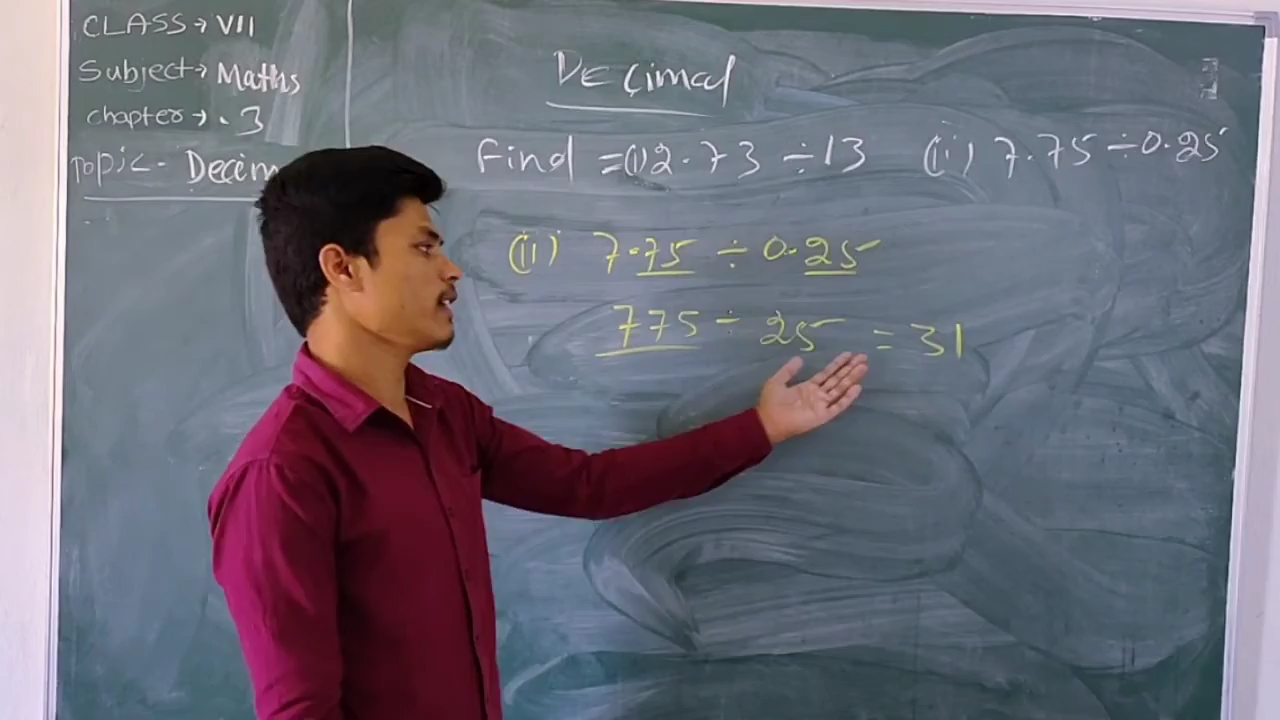 CLASS → VII
Subject → Maths
chapter → .3
Topic - Decim
Decimal
Find = (i) 2.73 ÷ 13 (ii) 7.75 ÷ 0.25
(ii) 7.75 ÷ 0.25
775 ÷ 25 = 31